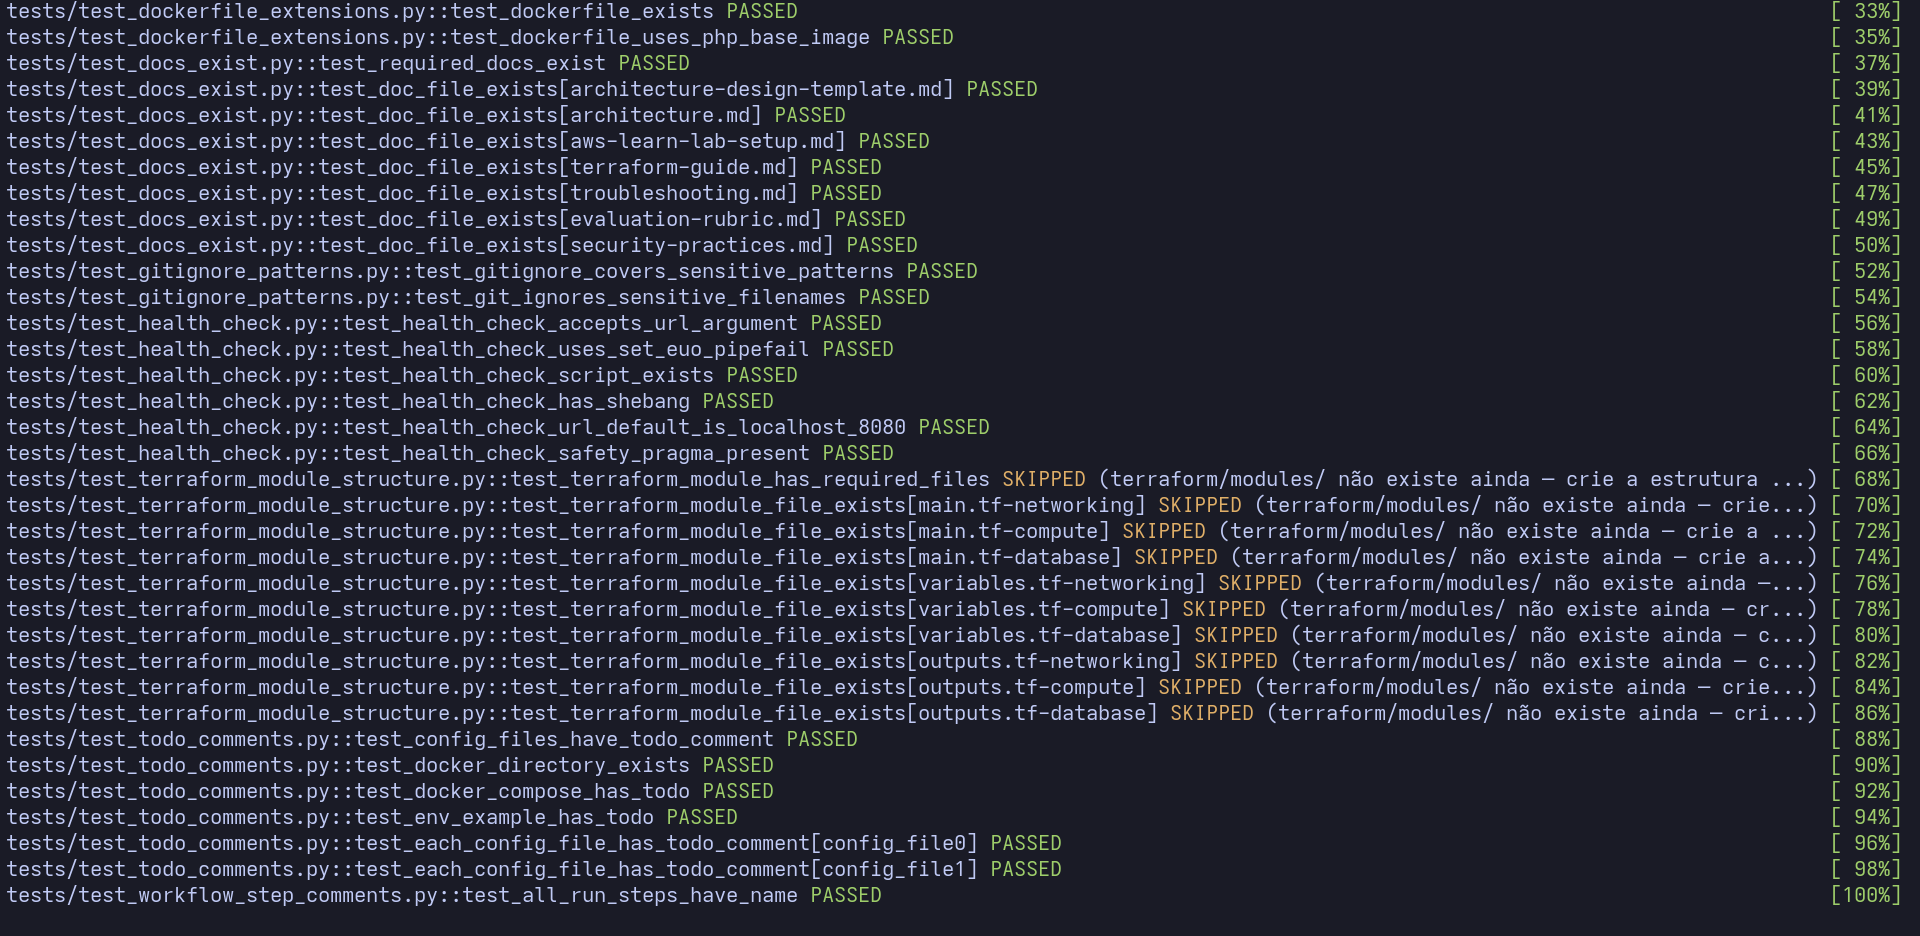 tests/test_dockerfile_extensions.py::test_dockerfile_exists PASSED [ 33%]
tests/test_dockerfile_extensions.py::test_dockerfile_uses_php_base_image PASSED [ 35%]
tests/test_docs_exist.py::test_required_docs_exist PASSED [ 37%]
tests/test_docs_exist.py::test_doc_file_exists[architecture-design-template.md] PASSED [ 39%]
tests/test_docs_exist.py::test_doc_file_exists[architecture.md] PASSED [ 41%]
tests/test_docs_exist.py::test_doc_file_exists[aws-learn-lab-setup.md] PASSED [ 43%]
tests/test_docs_exist.py::test_doc_file_exists[terraform-guide.md] PASSED [ 45%]
tests/test_docs_exist.py::test_doc_file_exists[troubleshooting.md] PASSED [ 47%]
tests/test_docs_exist.py::test_doc_file_exists[evaluation-rubric.md] PASSED [ 49%]
tests/test_docs_exist.py::test_doc_file_exists[security-practices.md] PASSED [ 50%]
tests/test_gitignore_patterns.py::test_gitignore_covers_sensitive_patterns PASSED [ 52%]
tests/test_gitignore_patterns.py::test_git_ignores_sensitive_filenames PASSED [ 54%]
tests/test_health_check.py::test_health_check_accepts_url_argument PASSED [ 56%]
tests/test_health_check.py::test_health_check_uses_set_euo_pipefail PASSED [ 58%]
tests/test_health_check.py::test_health_check_script_exists PASSED [ 60%]
tests/test_health_check.py::test_health_check_has_shebang PASSED [ 62%]
tests/test_health_check.py::test_health_check_url_default_is_localhost_8080 PASSED [ 64%]
tests/test_health_check.py::test_health_check_safety_pragma_present PASSED [ 66%]
tests/test_terraform_module_structure.py::test_terraform_module_has_required_files SKIPPED (terraform/modules/ não existe ainda — crie a estrutura ...) [ 68%]
tests/test_terraform_module_structure.py::test_terraform_module_file_exists[main.tf-networking] SKIPPED (terraform/modules/ não existe ainda — crie...) [ 70%]
tests/test_terraform_module_structure.py::test_terraform_module_file_exists[main.tf-compute] SKIPPED (terraform/modules/ não existe ainda — crie a ...) [ 72%]
tests/test_terraform_module_structure.py::test_terraform_module_file_exists[main.tf-database] SKIPPED (terraform/modules/ não existe ainda — crie a...) [ 74%]
tests/test_terraform_module_structure.py::test_terraform_module_file_exists[variables.tf-networking] SKIPPED (terraform/modules/ não existe ainda —...) [ 76%]
tests/test_terraform_module_structure.py::test_terraform_module_file_exists[variables.tf-compute] SKIPPED (terraform/modules/ não existe ainda — cr...) [ 78%]
tests/test_terraform_module_structure.py::test_terraform_module_file_exists[variables.tf-database] SKIPPED (terraform/modules/ não existe ainda — c...) [ 80%]
tests/test_terraform_module_structure.py::test_terraform_module_file_exists[outputs.tf-networking] SKIPPED (terraform/modules/ não existe ainda — c...) [ 82%]
tests/test_terraform_module_structure.py::test_terraform_module_file_exists[outputs.tf-compute] SKIPPED (terraform/modules/ não existe ainda — crie...) [ 84%]
tests/test_terraform_module_structure.py::test_terraform_module_file_exists[outputs.tf-database] SKIPPED (terraform/modules/ não existe ainda — cri...) [ 86%]
tests/test_todo_comments.py::test_config_files_have_todo_comment PASSED [ 88%]
tests/test_todo_comments.py::test_docker_directory_exists PASSED [ 90%]
tests/test_todo_comments.py::test_docker_compose_has_todo PASSED [ 92%]
tests/test_todo_comments.py::test_env_example_has_todo PASSED [ 94%]
tests/test_todo_comments.py::test_each_config_file_has_todo_comment[config_file0] PASSED [ 96%]
tests/test_todo_comments.py::test_each_config_file_has_todo_comment[config_file1] PASSED [ 98%]
tests/test_workflow_step_comments.py::test_all_run_steps_have_name PASSED [100%]